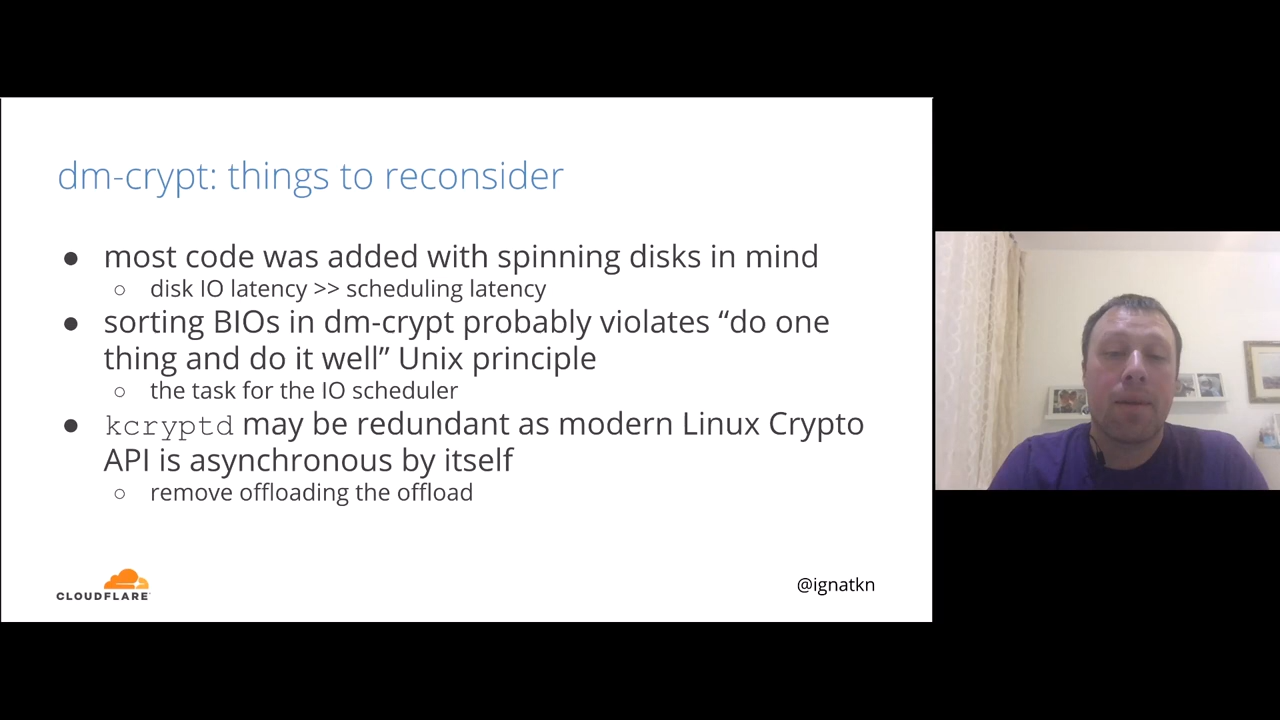 dm-crypt: things to reconsider
● most code was added with spinning disks in mind
○ disk IO latency >> scheduling latency
● sorting BIOs in dm-crypt probably violates “do one
thing and do it well” Unix principle
○ the task for the IO scheduler
● kcryptd may be redundant as modern Linux Crypto
API is asynchronous by itself
○ remove offloading the offload
CLOUDFLARE
@ignatkn